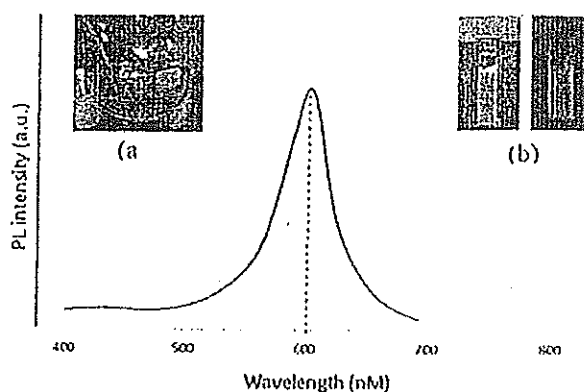 (a
(b)
PL intensity (a.u.)
400 500 600 700 800
Wavelength (nM)